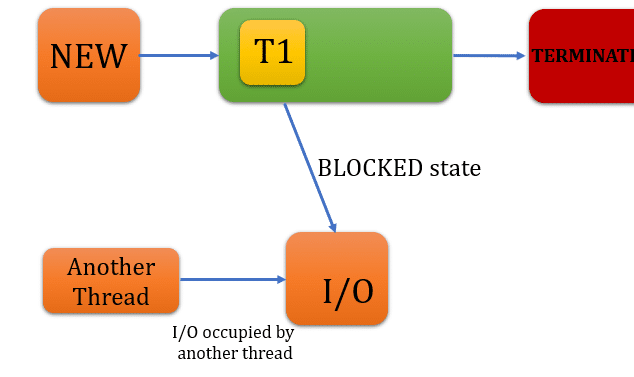 NEW
T1
TERMINATE
BLOCKED state
Another
Thread
I/O
I/O occupied by
another thread